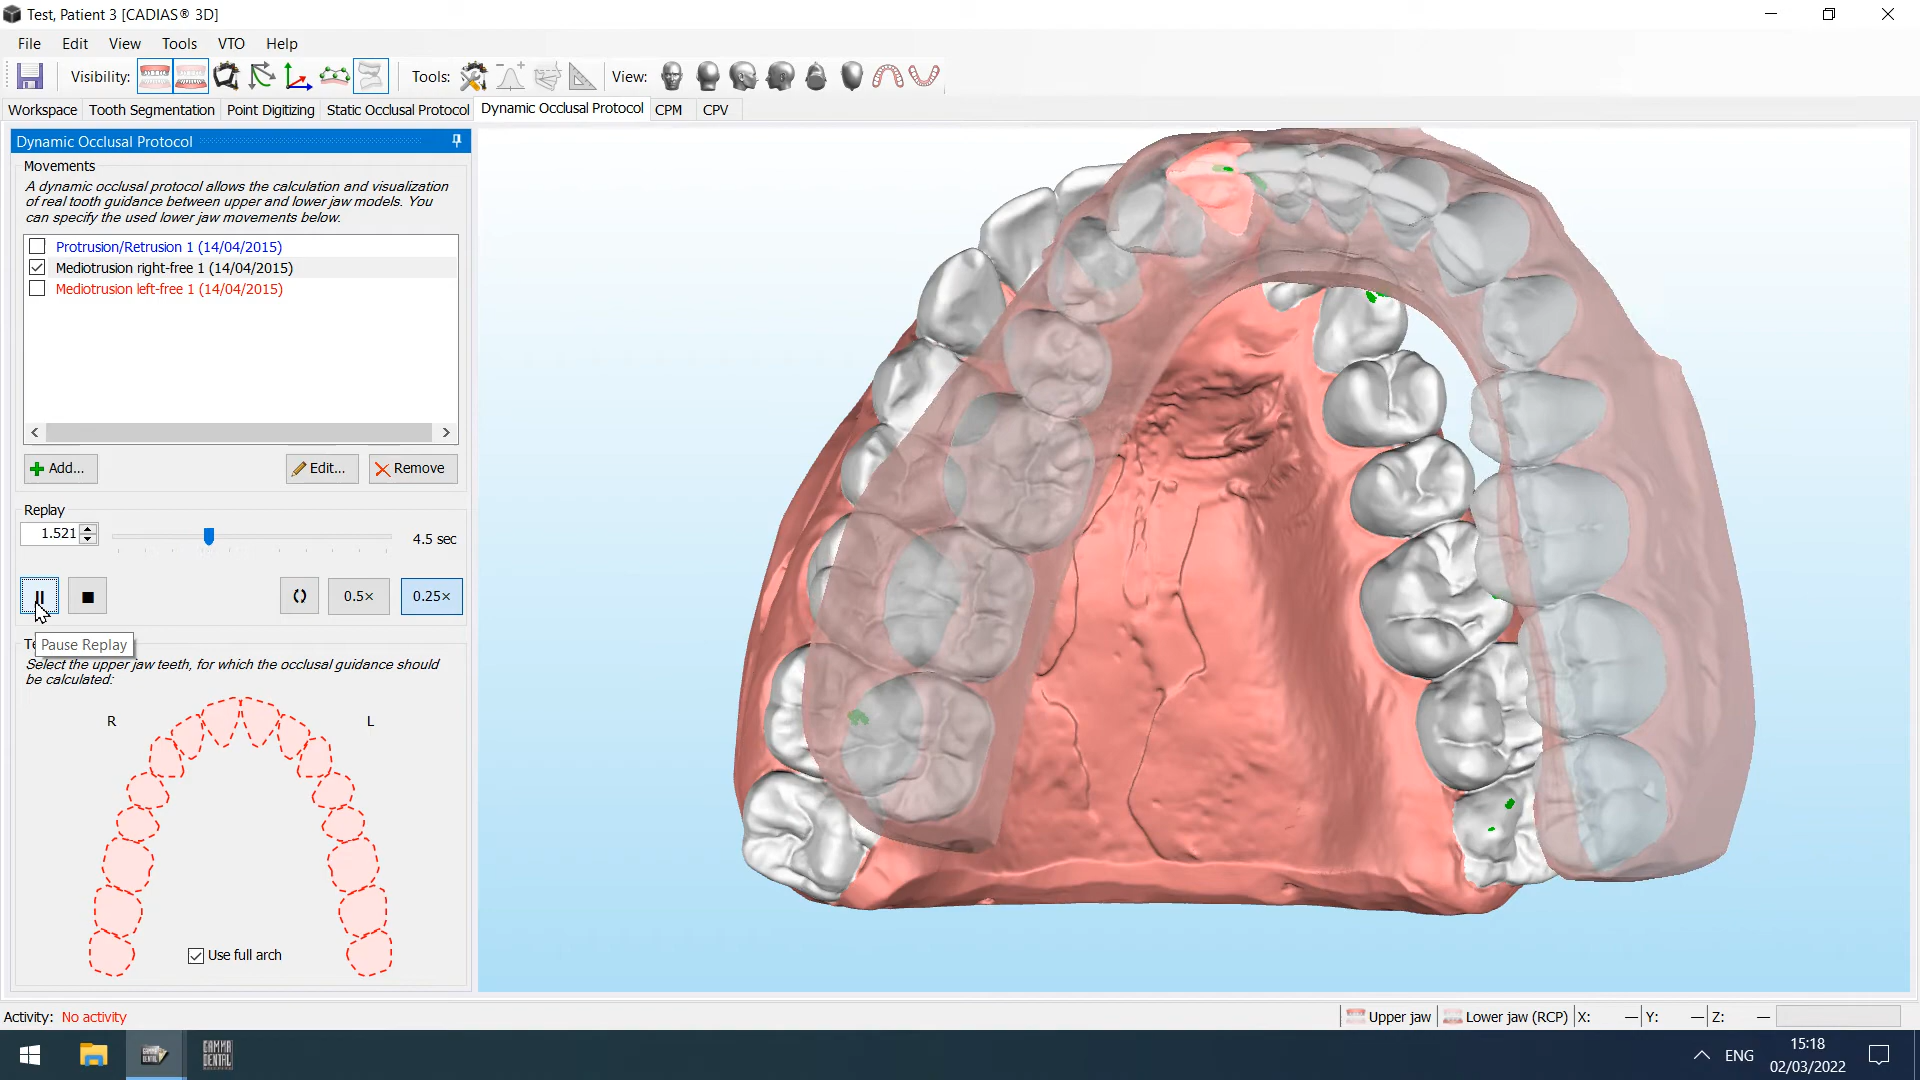 Test, Patient 3 [CADIAS® 3D]
File Edit View Tools VTO Help
Visibility: Tools: View:
Workspace Tooth Segmentation Point Digitizing Static Occlusal Protocol Dynamic Occlusal Protocol CPM CPV
Dynamic Occlusal Protocol
Movements
A dynamic occlusal protocol allows the calculation and visualization
of real tooth guidance between upper and lower jaw models. You
can specify the used lower jaw movements below.
Protrusion/Retrusion 1 (14/04/2015)
Mediotrusion right-free 1 (14/04/2015)
Mediotrusion left-free 1 (14/04/2015)
Add... Edit... Remove
Replay
1.521 4.5 sec
0.5× 0.25×
Pause Replay
Select the upper jaw teeth, for which the occlusal guidance should
be calculated:
R L
Use full arch
Activity: No activity Upper jaw Lower jaw (RCP) X: — Y: — Z: —
GAMMA DENTAL
ENG 15:18
02/03/2022